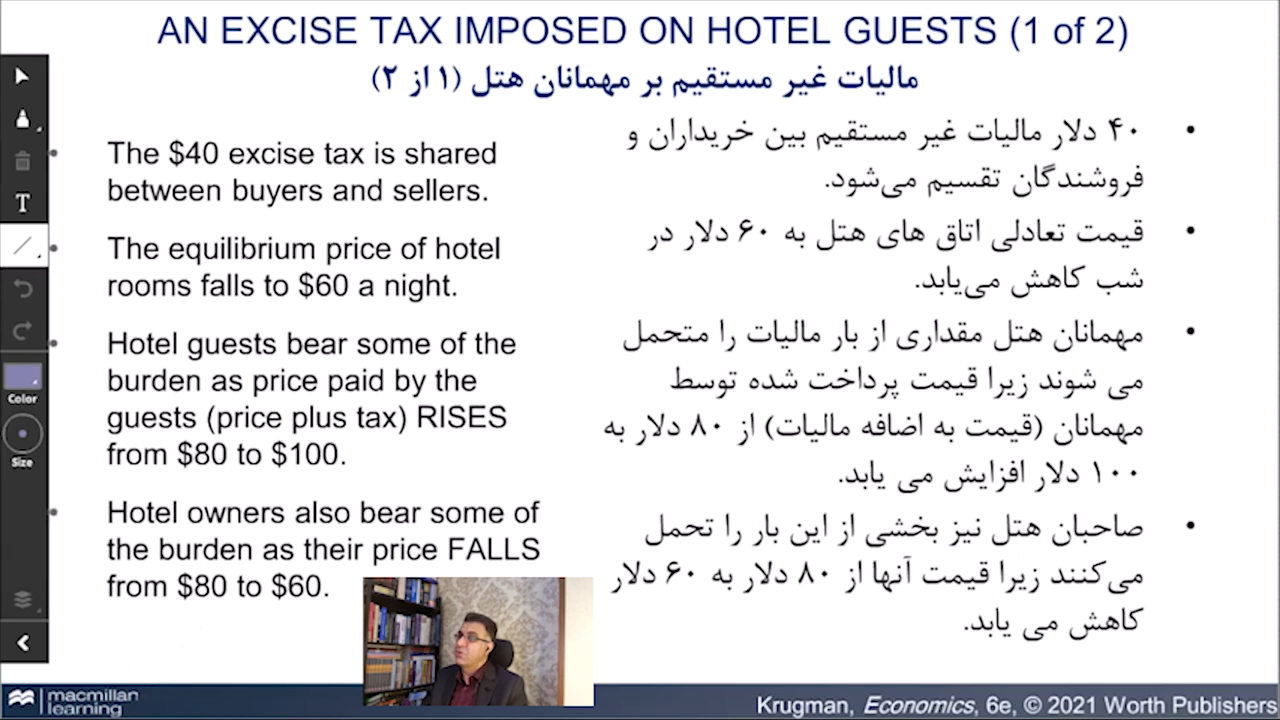 AN EXCISE TAX IMPOSED ON HOTEL GUESTS (1 of 2)
مالیات غیر مستقیم بر مهمانان هتل (۱ از ۲)
• The $40 excise tax is shared
between buyers and sellers.
• The equilibrium price of hotel
rooms falls to $60 a night.
• Hotel guests bear some of the
burden as price paid by the
guests (price plus tax) RISES
from $80 to $100.
• Hotel owners also bear some of
the burden as their price FALLS
from $80 to $60.
• ۴۰ دلار مالیات غیر مستقیم بین خریداران و
فروشندگان تقسیم می‌شود.
• قیمت تعادلی اتاق های هتل به ۶۰ دلار در
شب کاهش می‌یابد.
• مهمانان هتل مقداری از بار مالیات را متحمل
می شوند زیرا قیمت پرداخت شده توسط
مهمانان (قیمت به اضافه مالیات) از ۸۰ دلار به
۱۰۰ دلار افزایش می یابد.
• صاحبان هتل نیز بخشی از این بار را تحمل
می‌کنند زیرا قیمت آنها از ۸۰ دلار به ۶۰ دلار
کاهش می یابد.
T
Color
Size
macmillan
learning
Krugman, Economics, 6e, © 2021 Worth Publishers